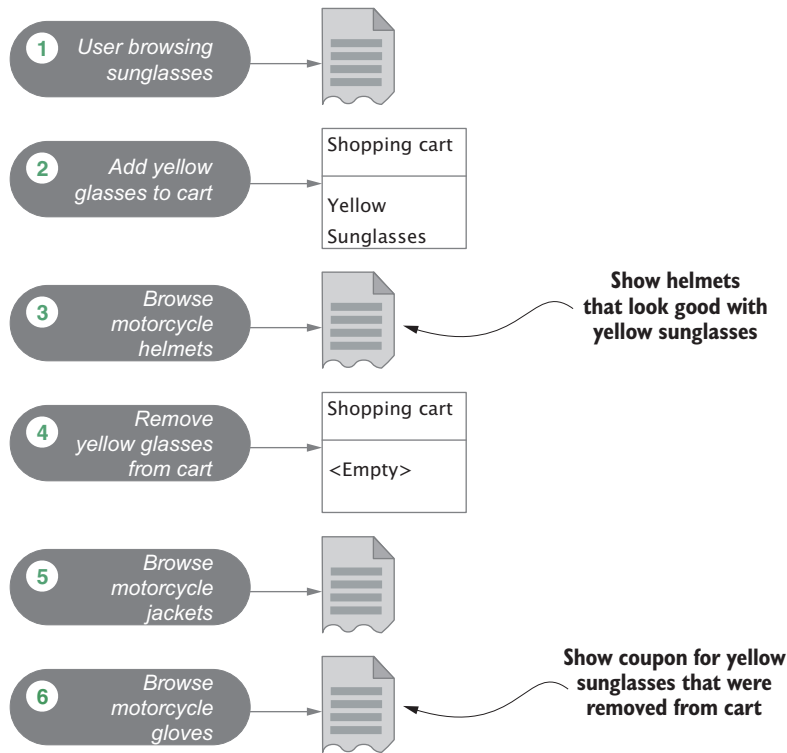 1
User browsing
sunglasses
2
Add yellow
glasses to cart
Shopping cart
Yellow
Sunglasses
3
Browse
motorcycle
helmets
Show helmets
that look good with
yellow sunglasses
4
Remove
yellow glasses
from cart
Shopping cart
<Empty>
5
Browse
motorcycle
jackets
6
Browse
motorcycle
gloves
Show coupon for yellow
sunglasses that were
removed from cart